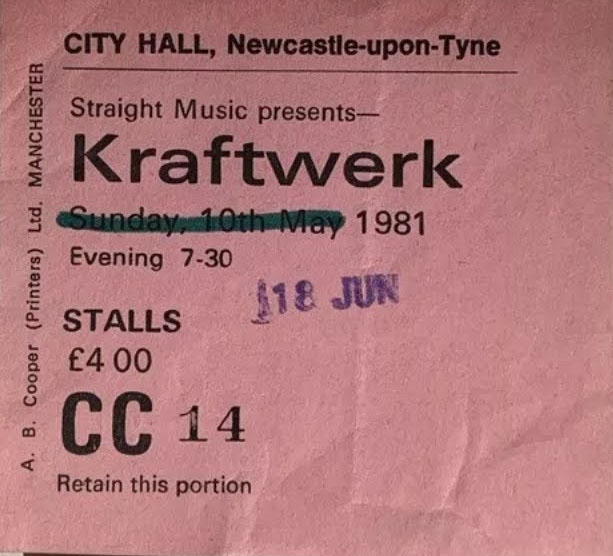 CITY HALL, Newcastle-upon-Tyne
Straight Music presents—
Kraftwerk
Sunday, 10th May 1981
Evening 7-30
18 JUN
STALLS
£4 00
CC 14
Retain this portion
A. B. Cooper (Printers) Ltd. MANCHESTER